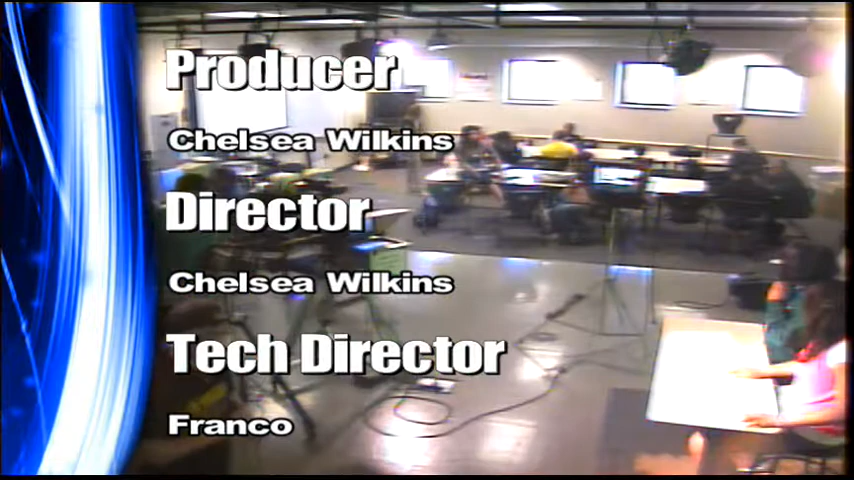 Producer
Chelsea Wilkins
Director
Chelsea Wilkins
Tech Director
Franco